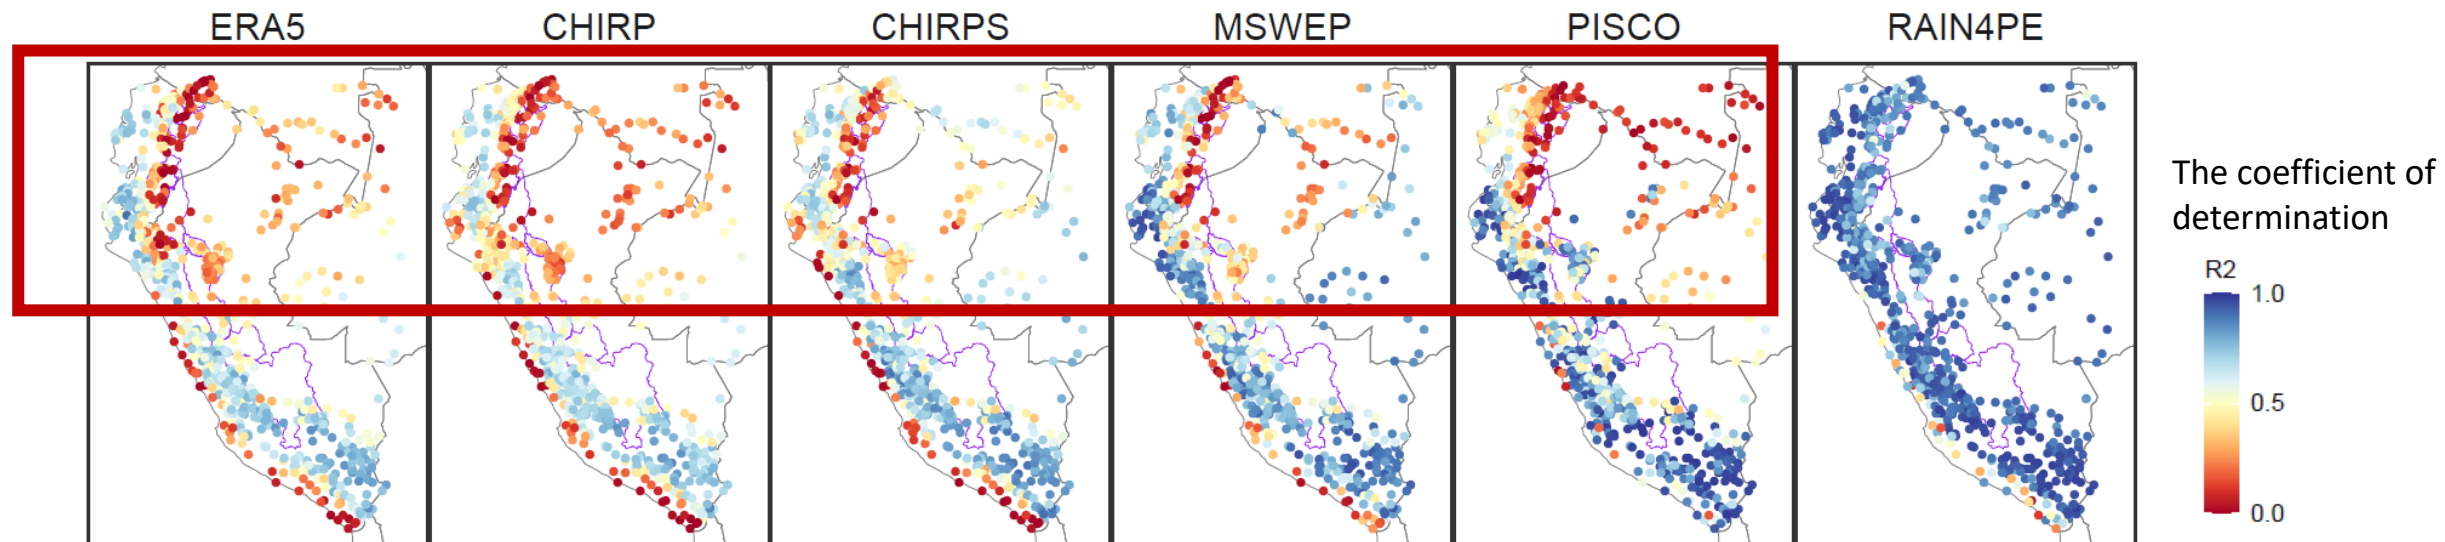 ERA5
CHIRP
CHIRPS
MSWEP
PISCO
RAIN4PE
The coefficient of
determination
R2
1.0
0.5
0.0